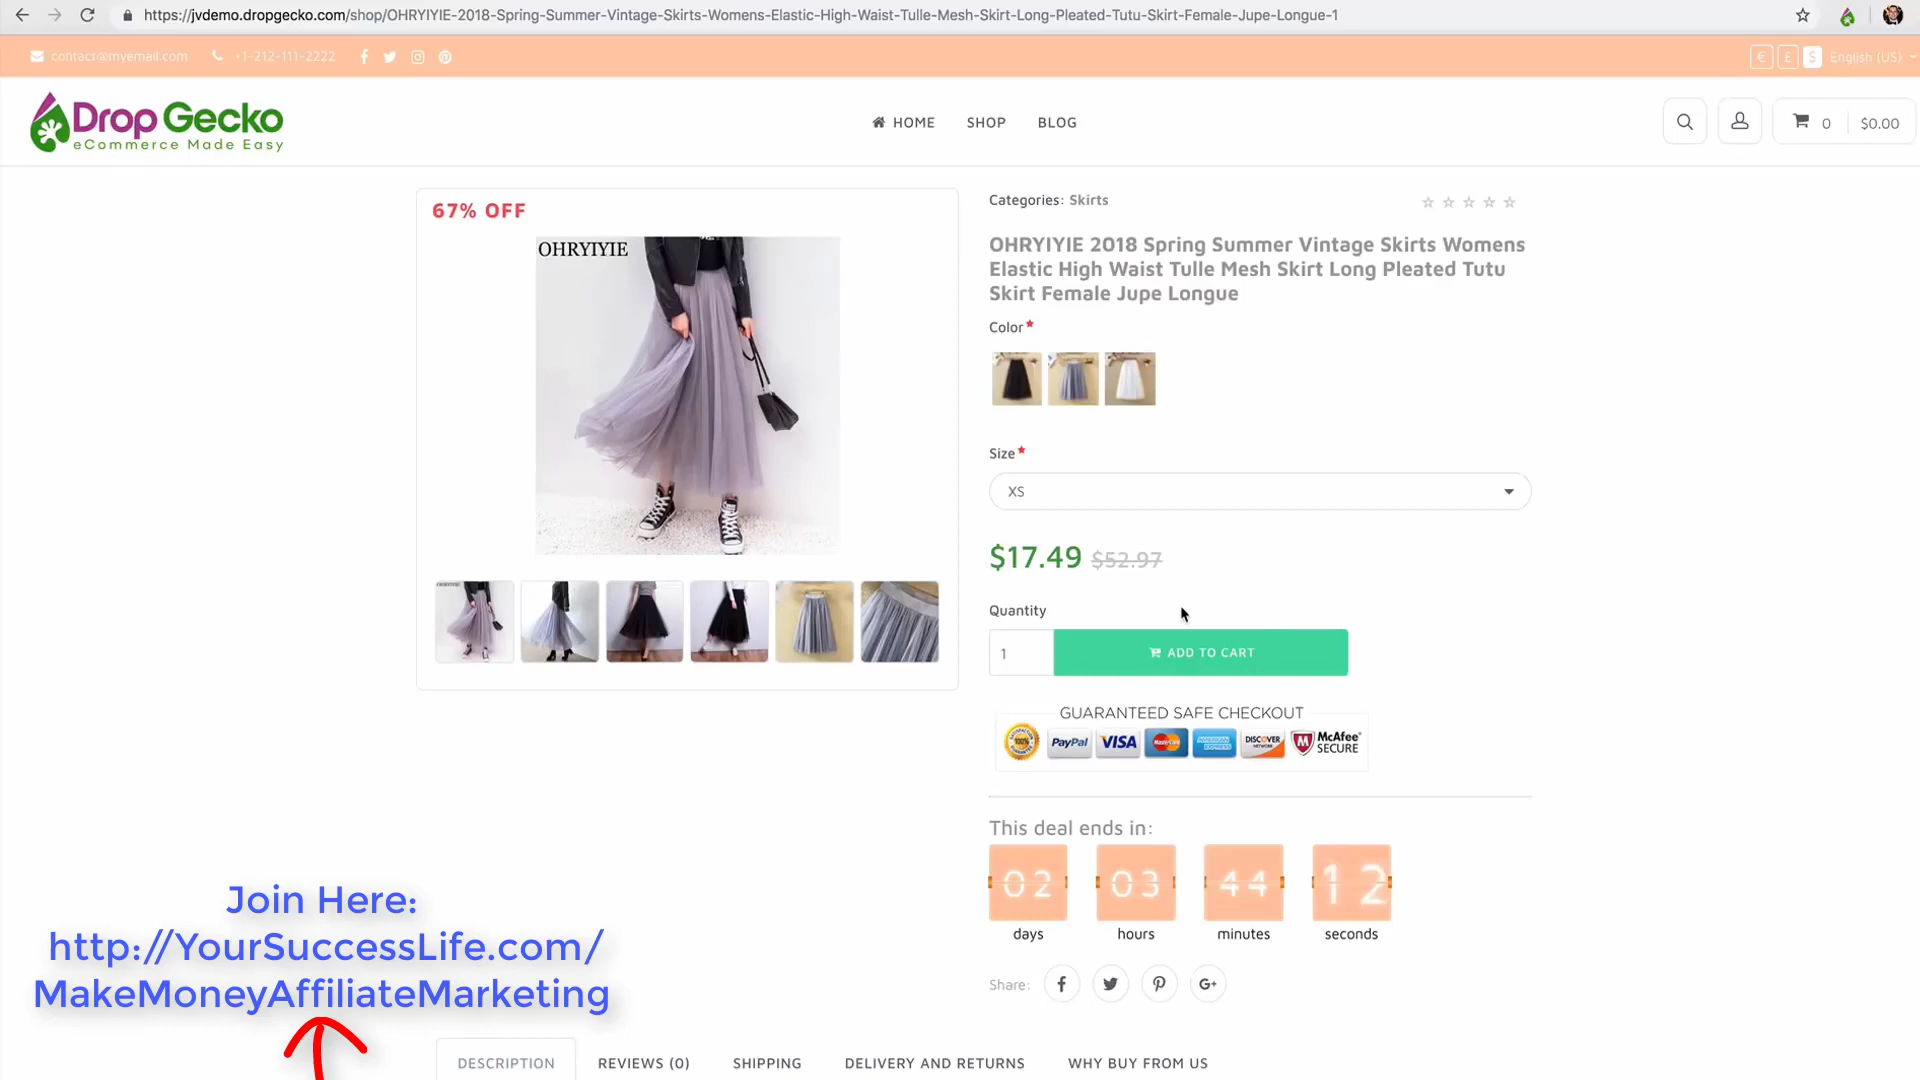 https://jvdemo.dropgecko.com/shop/OHRYIYIE-2018-Spring-Summer-Vintage-Skirts-Womens-Elastic-High-Waist-Tulle-Mesh-Skirt-Long-Pleated-Tutu-Skirt-Female-Jupe-Longue-1
contact@myemail.com +1-212-111-2222
€ £ $ English (US)
Drop Gecko
eCommerce Made Easy
HOME SHOP BLOG
0 $0.00
67% OFF
OHRYIYIE
Categories: Skirts
OHRYIYIE 2018 Spring Summer Vintage Skirts Womens
Elastic High Waist Tulle Mesh Skirt Long Pleated Tutu
Skirt Female Jupe Longue
Color*
Size*
XS
$17.49 $52.97
Quantity
1 ADD TO CART
GUARANTEED SAFE CHECKOUT
100% PayPal VISA MasterCard AMERICAN EXPRESS DISCOVER NETWORK McAfee SECURE
This deal ends in:
02 03 44 12
days hours minutes seconds
Share:
G+
Join Here:
http://YourSuccessLife.com/
MakeMoneyAffiliateMarketing
DESCRIPTION REVIEWS (0) SHIPPING DELIVERY AND RETURNS WHY BUY FROM US